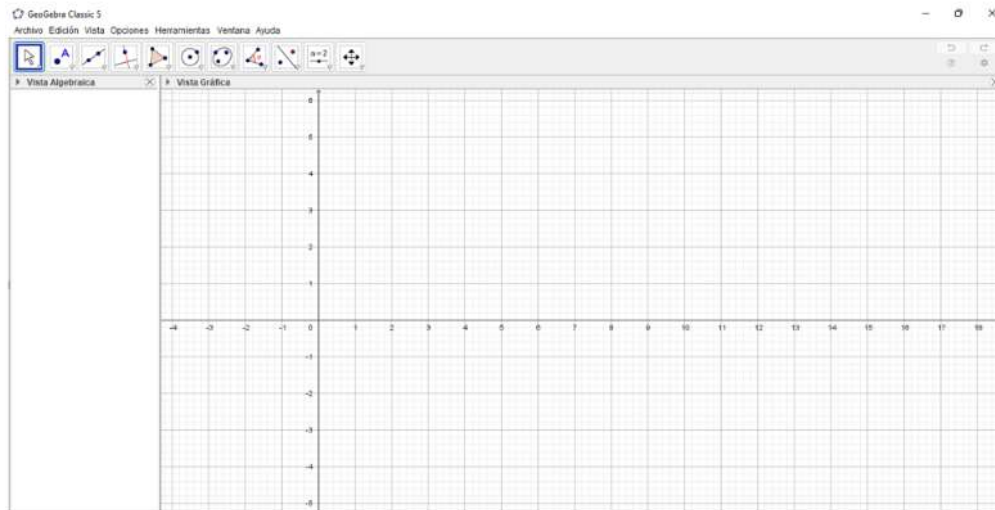 GeoGebra Classic 5
Archivo Edición Vista Opciones Herramientas Ventana Ayuda
A
α
a=2
Vista Algebraica
Vista Gráfica
6
5
4
3
2
1
-4 -3 -2 -1 0 1 2 3 4 5 6 7 8 9 10 11 12 13 14 15 16 17 18
-1
-2
-3
-4
-5